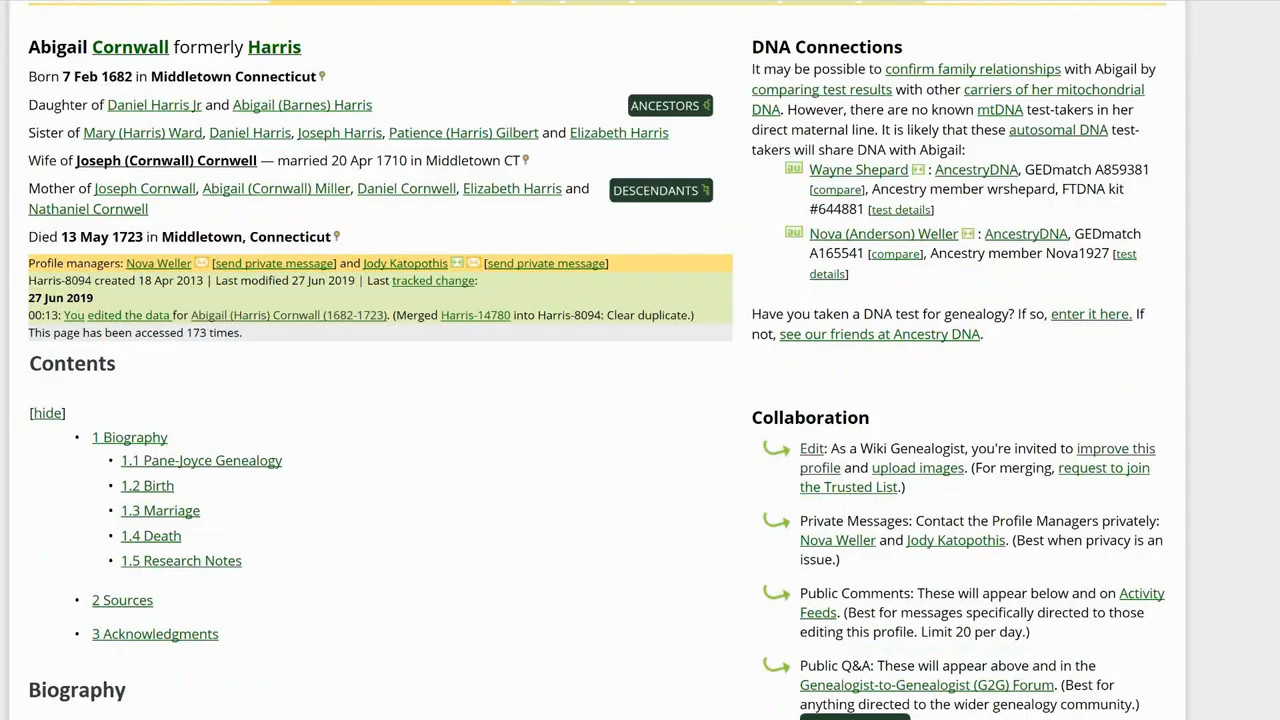 Abigail Cornwall formerly Harris
Born 7 Feb 1682 in Middletown Connecticut
Daughter of Daniel Harris Jr and Abigail (Barnes) Harris
ANCESTORS
Sister of Mary (Harris) Ward, Daniel Harris, Joseph Harris, Patience (Harris) Gilbert and Elizabeth Harris
Wife of Joseph (Cornwall) Cornwell — married 20 Apr 1710 in Middletown CT
Mother of Joseph Cornwall, Abigail (Cornwall) Miller, Daniel Cornwell, Elizabeth Harris and
Nathaniel Cornwell
DESCENDANTS
Died 13 May 1723 in Middletown, Connecticut
Profile managers: Nova Weller [send private message] and Jody Katopothis [send private message]
Harris-8094 created 18 Apr 2013 | Last modified 27 Jun 2019 | Last tracked change:
27 Jun 2019
00:13: You edited the data for Abigail (Harris) Cornwall (1682-1723). (Merged Harris-14780 into Harris-8094: Clear duplicate.)
This page has been accessed 173 times.
Contents
[hide]
• 1 Biography
• 1.1 Pane-Joyce Genealogy
• 1.2 Birth
• 1.3 Marriage
• 1.4 Death
• 1.5 Research Notes
• 2 Sources
• 3 Acknowledgments
Biography
DNA Connections
It may be possible to confirm family relationships with Abigail by
comparing test results with other carriers of her mitochondrial
DNA. However, there are no known mtDNA test-takers in her
direct maternal line. It is likely that these autosomal DNA test-
takers will share DNA with Abigail:
au Wayne Shepard : AncestryDNA, GEDmatch A859381
[compare], Ancestry member wrshepard, FTDNA kit
#644881 [test details]
au Nova (Anderson) Weller : AncestryDNA, GEDmatch
A165541 [compare], Ancestry member Nova1927 [test
details]
Have you taken a DNA test for genealogy? If so, enter it here. If
not, see our friends at Ancestry DNA.
Collaboration
Edit: As a Wiki Genealogist, you're invited to improve this
profile and upload images. (For merging, request to join
the Trusted List.)
Private Messages: Contact the Profile Managers privately:
Nova Weller and Jody Katopothis. (Best when privacy is an
issue.)
Public Comments: These will appear below and on Activity
Feeds. (Best for messages specifically directed to those
editing this profile. Limit 20 per day.)
Public Q&A: These will appear above and in the
Genealogist-to-Genealogist (G2G) Forum. (Best for
anything directed to the wider genealogy community.)